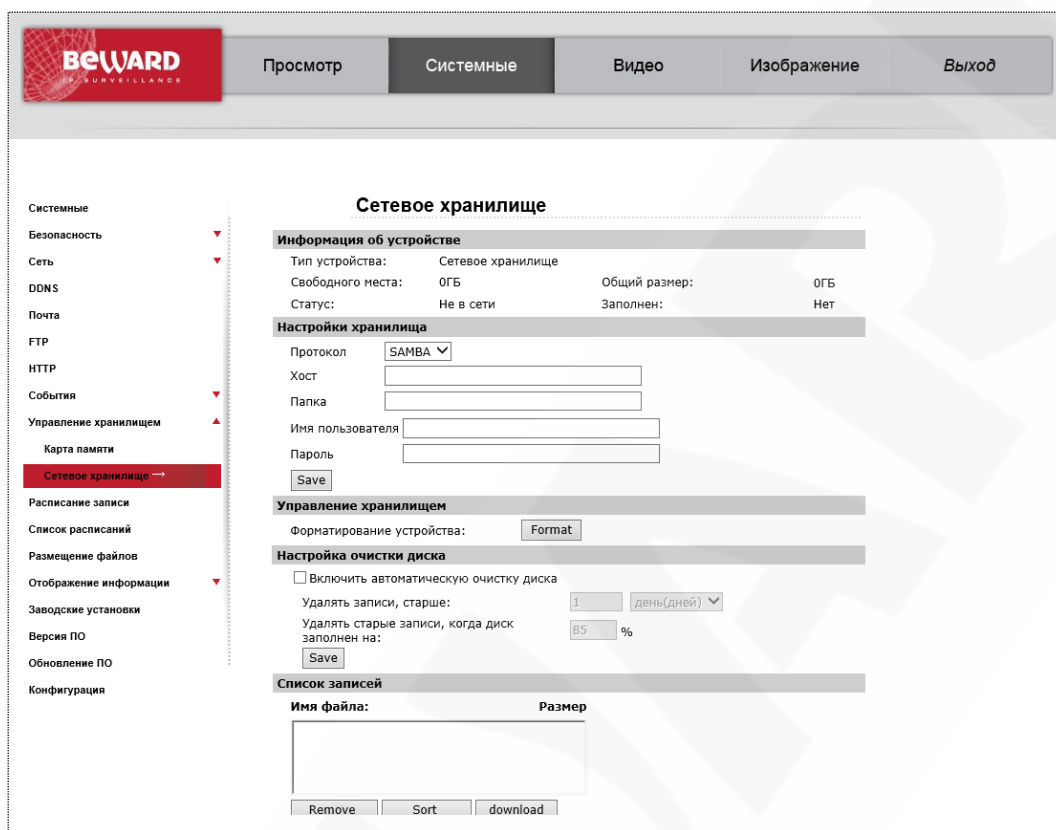 BEWARD
IP SURVEILLANCE
Просмотр
Системные
Видео
Изображение
Выход
Системные
Безопасность
Сеть
DDNS
Почта
FTP
HTTP
События
Управление хранилищем
Карта памяти
Сетевое хранилище →
Расписание записи
Список расписаний
Размещение файлов
Отображение информации
Заводские установки
Версия ПО
Обновление ПО
Конфигурация
Сетевое хранилище
Информация об устройстве
Тип устройства: Сетевое хранилище
Свободного места: 0ГБ Общий размер: 0ГБ
Статус: Не в сети Заполнен: Нет
Настройки хранилища
Протокол SAMBA
Хост
Папка
Имя пользователя
Пароль
Save
Управление хранилищем
Форматирование устройства: Format
Настройка очистки диска
Включить автоматическую очистку диска
Удалять записи, старше: 1 день(дней)
Удалять старые записи, когда диск
заполнен на: 85 %
Save
Список записей
Имя файла: Размер
Remove Sort download